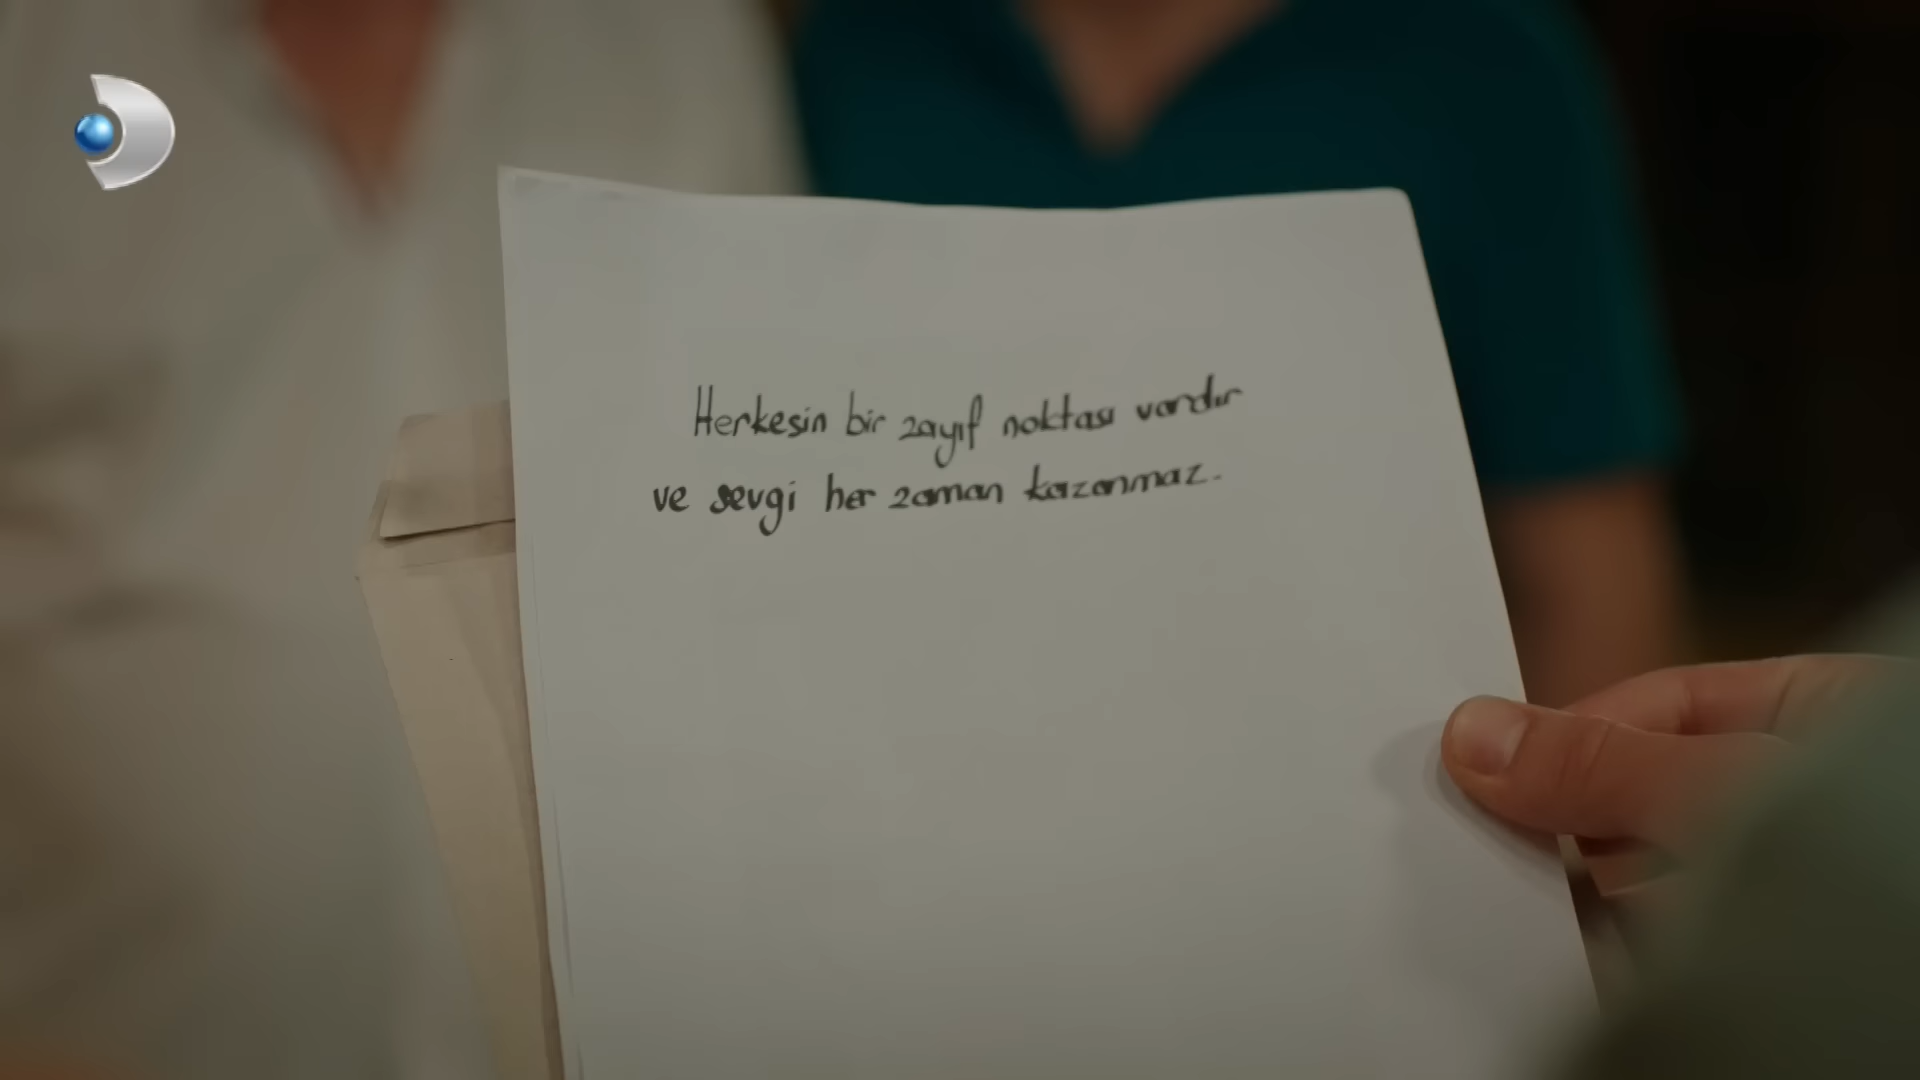 Herkesin bir zayıf noktası vardır
ve sevgi her zaman kazanmaz.